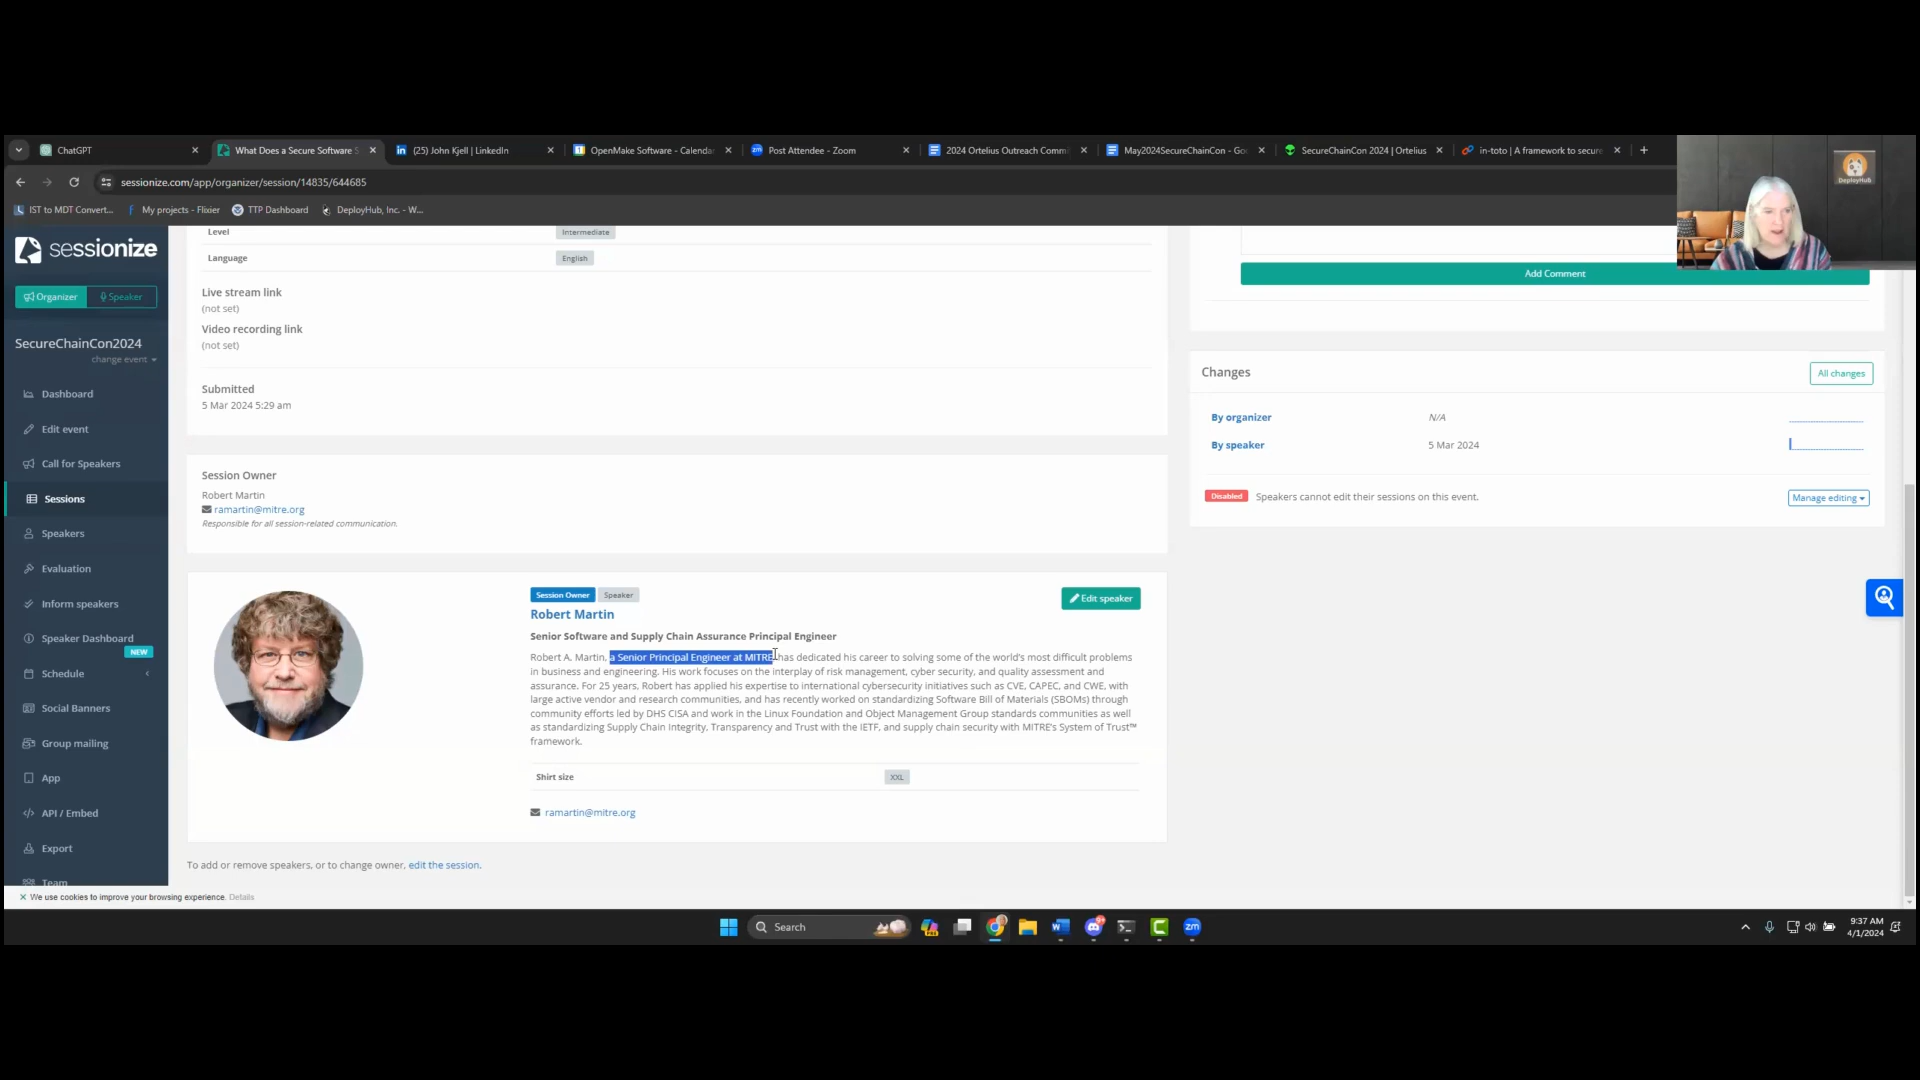 ChatGPT
What Does a Secure Software S
(25) John Kjell | LinkedIn
OpenMake Software - Calenda
Post Attendee - Zoom
2024 Ortelius Outreach Comm
May2024SecureChainCon - Go
SecureChainCon 2024 | Ortelius
in-toto | A framework to secure
DeployHub
sessionize.com/app/organizer/session/14835/644685
IST to MDT Convert...
My projects - Flixier
TTP Dashboard
DeployHub, Inc. - W...
sessionize
Organizer
Speaker
SecureChainCon2024
change event
Dashboard
Edit event
Call for Speakers
Sessions
Speakers
Evaluation
Inform speakers
Speaker Dashboard
NEW
Schedule
Social Banners
Group mailing
App
API / Embed
Export
Team
Level
Intermediate
Language
English
Live stream link
(not set)
Video recording link
(not set)
Submitted
5 Mar 2024 5:29 am
Session Owner
Robert Martin
ramartin@mitre.org
Responsible for all session-related communication.
Session Owner
Speaker
Edit speaker
Robert Martin
Senior Software and Supply Chain Assurance Principal Engineer
Robert A. Martin, a Senior Principal Engineer at MITRE has dedicated his career to solving some of the world's most difficult problems
in business and engineering. His work focuses on the interplay of risk management, cyber security, and quality assessment and
assurance. For 25 years, Robert has applied his expertise to international cybersecurity initiatives such as CVE, CAPEC, and CWE, with
large active vendor and research communities, and has recently worked on standardizing Software Bill of Materials (SBOMs) through
community efforts led by DHS CISA and work in the Linux Foundation and Object Management Group standards communities as well
as standardizing Supply Chain Integrity, Transparency and Trust with the IETF, and supply chain security with MITRE's System of Trust™
framework.
Shirt size
XXL
ramartin@mitre.org
To add or remove speakers, or to change owner, edit the session.
Add Comment
Changes
All changes
By organizer
N/A
By speaker
5 Mar 2024
Disabled
Speakers cannot edit their sessions on this event.
Manage editing
We use cookies to improve your browsing experience. Details
Search
9:37 AM
4/1/2024